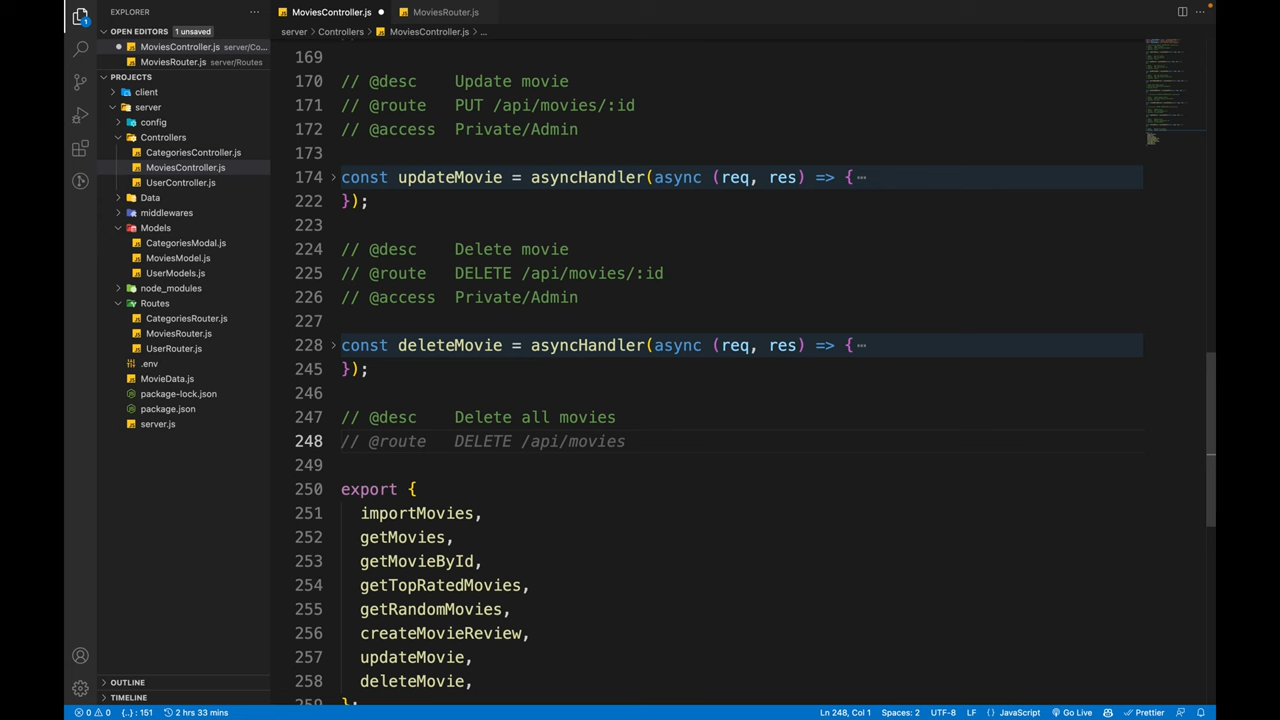 EXPLORER
MoviesController.js
MoviesRouter.js
OPEN EDITORS 1 unsaved
server > Controllers > MoviesController.js > ...
MoviesController.js server/Co...
MoviesRouter.js server/Routes
PROJECTS
client
server
config
Controllers
CategoriesController.js
MoviesController.js
UserController.js
Data
middlewares
Models
CategoriesModal.js
MoviesModel.js
UserModels.js
node_modules
Routes
CategoriesRouter.js
MoviesRouter.js
UserRouter.js
.env
MovieData.js
package-lock.json
package.json
server.js
OUTLINE
TIMELINE
169
170 // @desc Update movie
171 // @route PUT /api/movies/:id
172 // @access Private/Admin
173
174 const updateMovie = asyncHandler(async (req, res) => { ...
222 });
223
224 // @desc Delete movie
225 // @route DELETE /api/movies/:id
226 // @access Private/Admin
227
228 const deleteMovie = asyncHandler(async (req, res) => { ...
245 });
246
247 // @desc Delete all movies
248 // @route DELETE /api/movies
249
250 export {
251 importMovies,
252 getMovies,
253 getMovieById,
254 getTopRatedMovies,
255 getRandomMovies,
256 createMovieReview,
257 updateMovie,
258 deleteMovie,
259 };
0 0 {..} : 151 2 hrs 33 mins Ln 248, Col 1 Spaces: 2 UTF-8 LF {} JavaScript Go Live Prettier